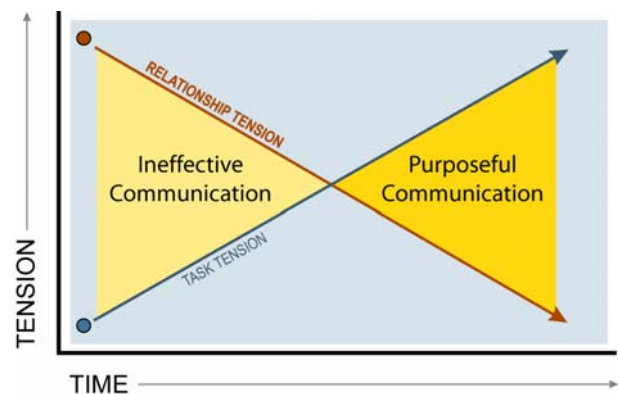 TENSION
RELATIONSHIP TENSION
Ineffective
Communication
Purposeful
Communication
TASK TENSION
TIME